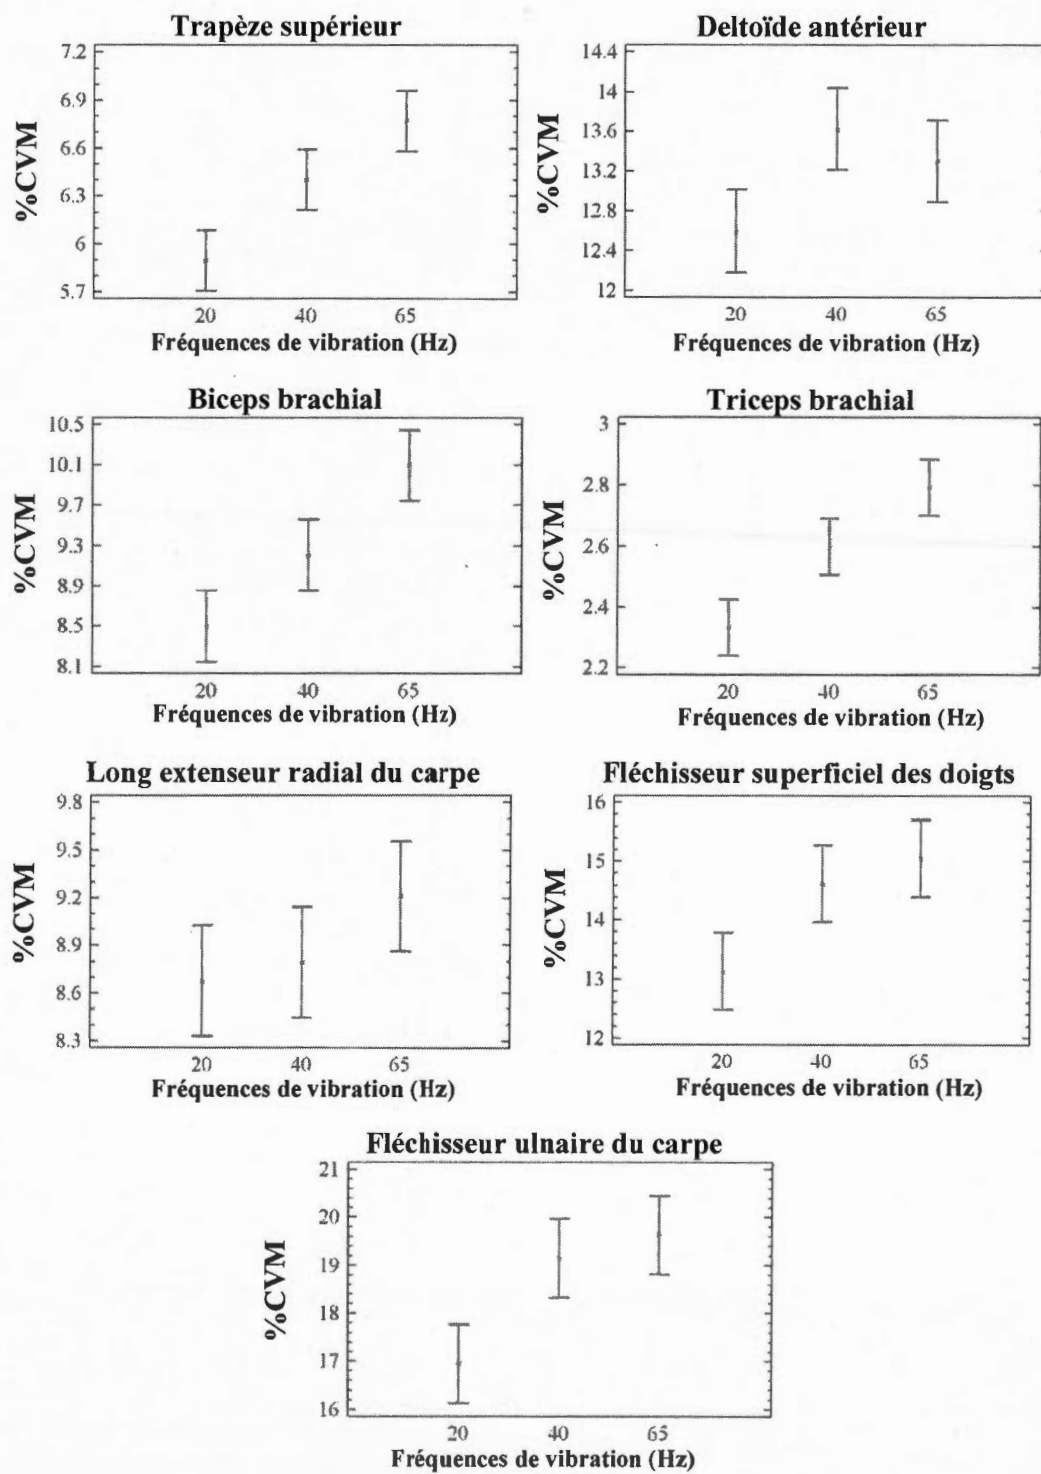 Trapèze supérieur
7.2
6.9
6.6
6.3
6
5.7
%CVM
20 40 65
Fréquences de vibration (Hz)
Deltoïde antérieur
14.4
14
13.6
13.2
12.8
12.4
12
%CVM
20 40 65
Fréquences de vibration (Hz)
Biceps brachial
10.5
10.1
9.7
9.3
8.9
8.5
8.1
%CVM
20 40 65
Fréquences de vibration (Hz)
Triceps brachial
3
2.8
2.6
2.4
2.2
%CVM
20 40 65
Fréquences de vibration (Hz)
Long extenseur radial du carpe
9.8
9.5
9.2
8.9
8.6
8.3
%CVM
20 40 65
Fréquences de vibration (Hz)
Fléchisseur superficiel des doigts
16
15
14
13
12
%CVM
20 40 65
Fréquences de vibration (Hz)
Fléchisseur ulnaire du carpe
21
20
19
18
17
16
%CVM
20 40 65
Fréquences de vibration (Hz)